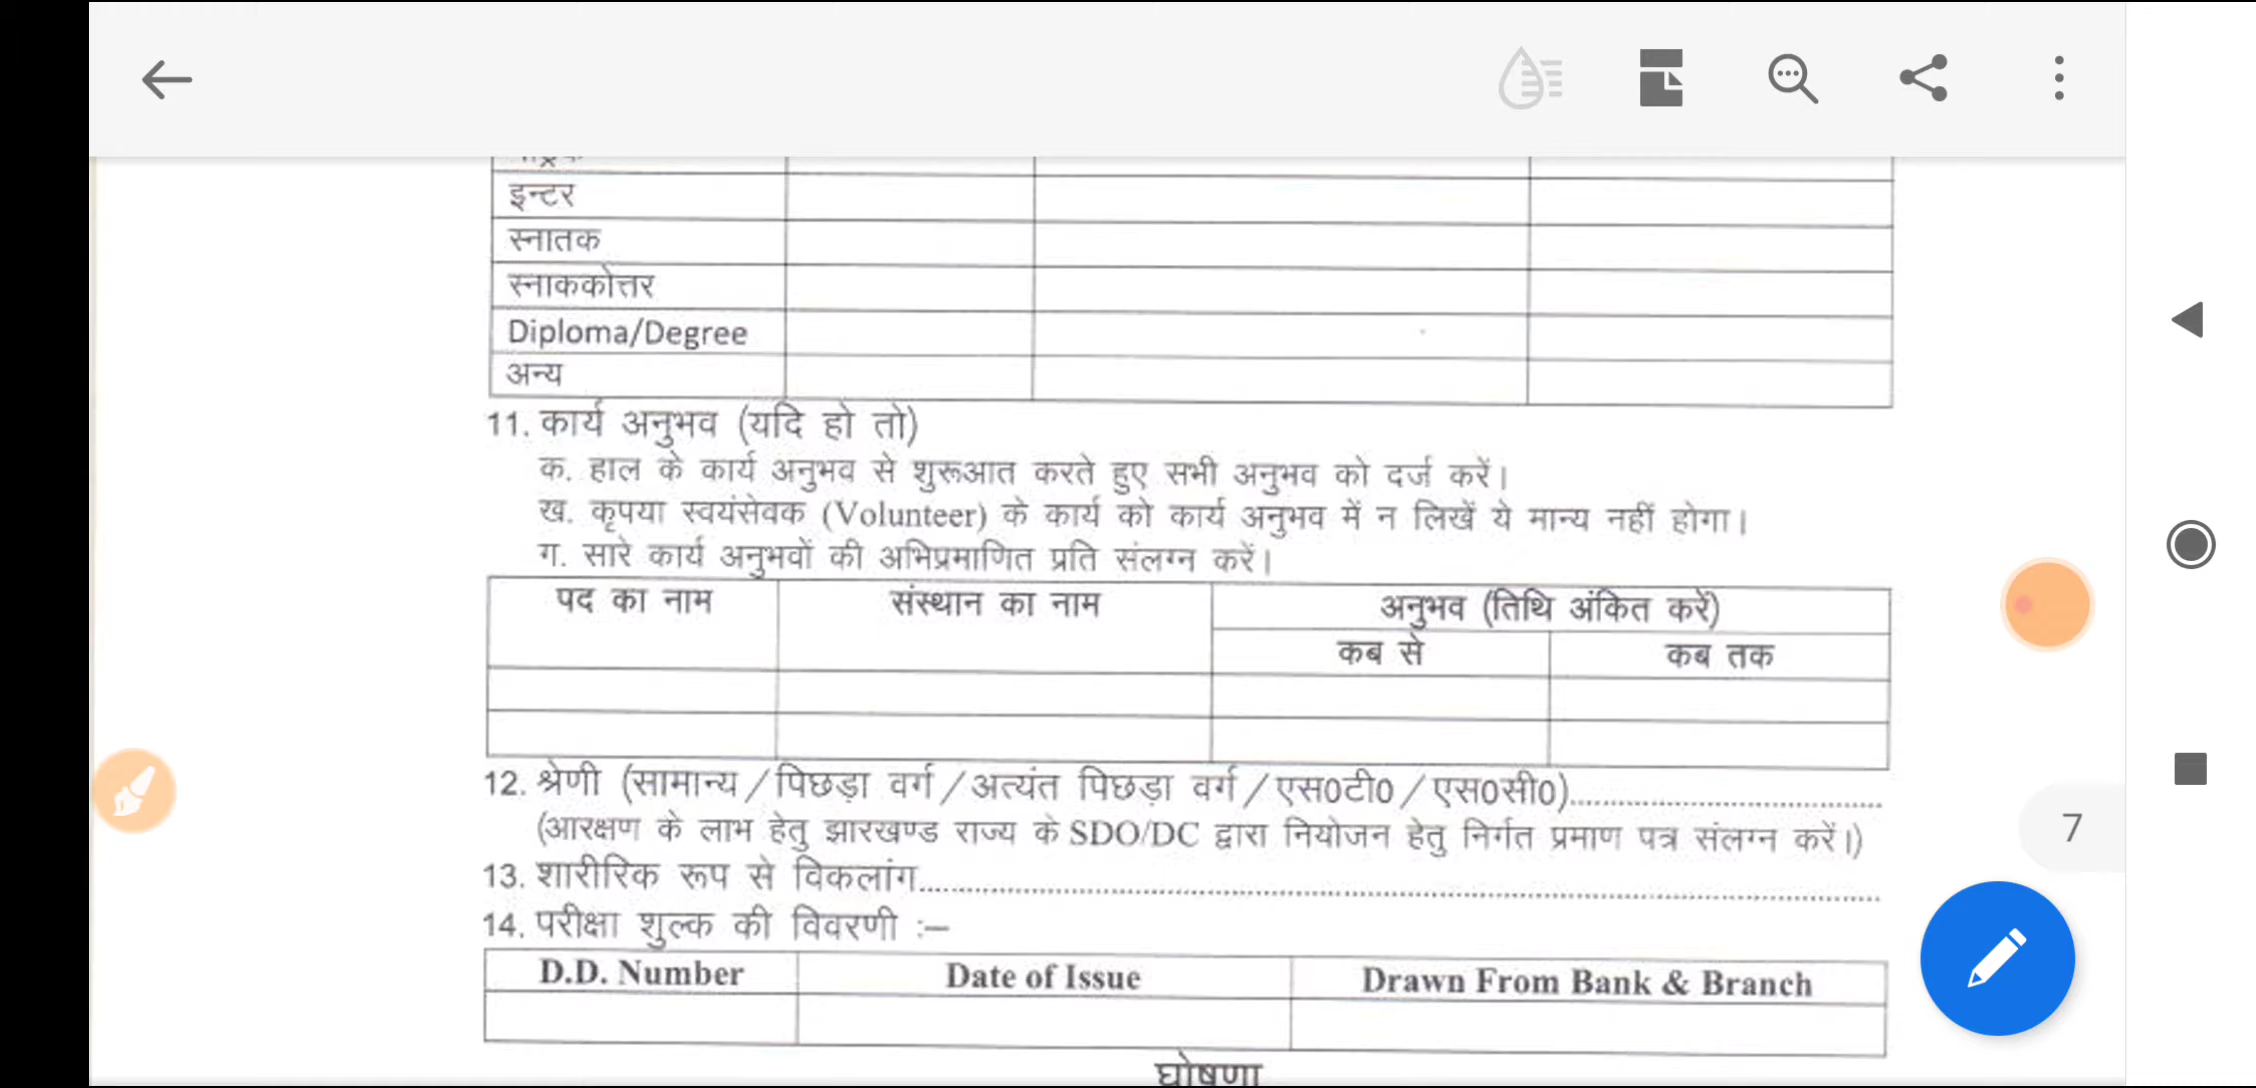 इन्टर
स्नातक
स्नाककोत्तर
Diploma/Degree
अन्य
11. कार्य अनुभव (यदि हो तो)
क. हाल के कार्य अनुभव से शुरूआत करते हुए सभी अनुभव को दर्ज करें।
ख. कृपया स्वयंसेवक (Volunteer) के कार्य को कार्य अनुभव में न लिखें ये मान्य नहीं होगा।
ग. सारे कार्य अनुभवों की अभिप्रमाणित प्रति संलग्न करें।
पद का नाम संस्थान का नाम अनुभव (तिथि अंकित करें)
कब से कब तक
12. श्रेणी (सामान्य/पिछड़ा वर्ग/अत्यंत पिछड़ा वर्ग/एस0टी0/एस0सी0)..............................
(आरक्षण के लाभ हेतु झारखण्ड राज्य के SDO/DC द्वारा नियोजन हेतु निर्गत प्रमाण पत्र संलग्न करें।)
7
13. शारीरिक रूप से विकलांग..............................
14. परीक्षा शुल्क की विवरणी :–
D.D. Number Date of Issue Drawn From Bank & Branch
घोषणा